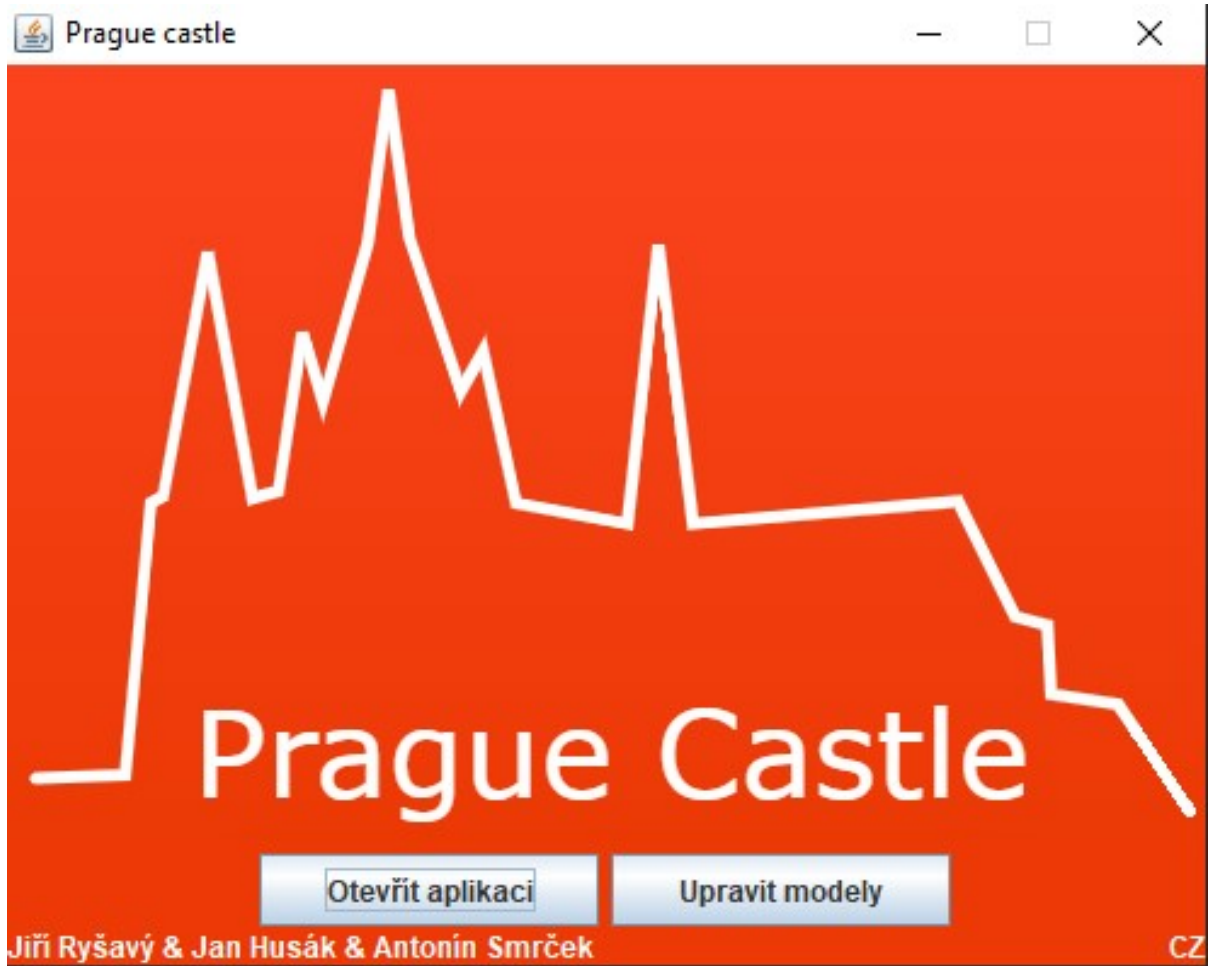 Prague castle
Prague Castle
Otevřít aplikaci
Upravit modely
Jiří Ryšavý & Jan Husák & Antonín Smrček
CZ